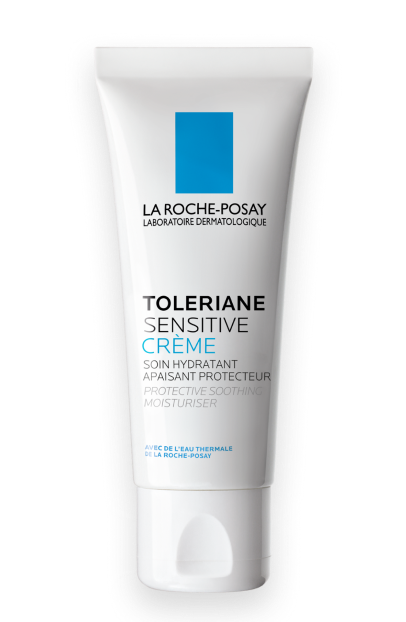 LA ROCHE-POSAY
LABORATOIRE DERMATOLOGIQUE
TOLERIANE
SENSITIVE
CRÈME
SOIN HYDRATANT
APAISANT PROTECTEUR
PROTECTIVE SOOTHING
MOISTURISER
AVEC DE L'EAU THERMALE
DE LA ROCHE-POSAY